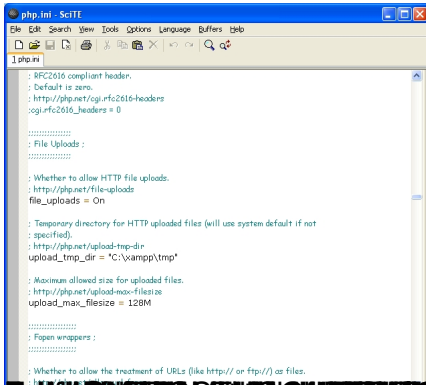 php.ini - SciTE
File Edit Search View Tools Options Language Buffers Help
1 php.ini
; RFC2616 compliant header.
; Default is zero.
; http://php.net/cgi.rfc2616-headers
;cgi.rfc2616_headers = 0
;;;;;;;;;;;;;;;;
; File Uploads ;
;;;;;;;;;;;;;;;;
; Whether to allow HTTP file uploads.
; http://php.net/file-uploads
file_uploads = On
; Temporary directory for HTTP uploaded files (will use system default if not
; specified).
; http://php.net/upload-tmp-dir
upload_tmp_dir = "C:\xampp\tmp"
; Maximum allowed size for uploaded files.
; http://php.net/upload-max-filesize
upload_max_filesize = 128M
;;;;;;;;;;;;;;;;;;
; Fopen wrappers ;
;;;;;;;;;;;;;;;;;;
; Whether to allow the treatment of URLs (like http:// or ftp://) as files.